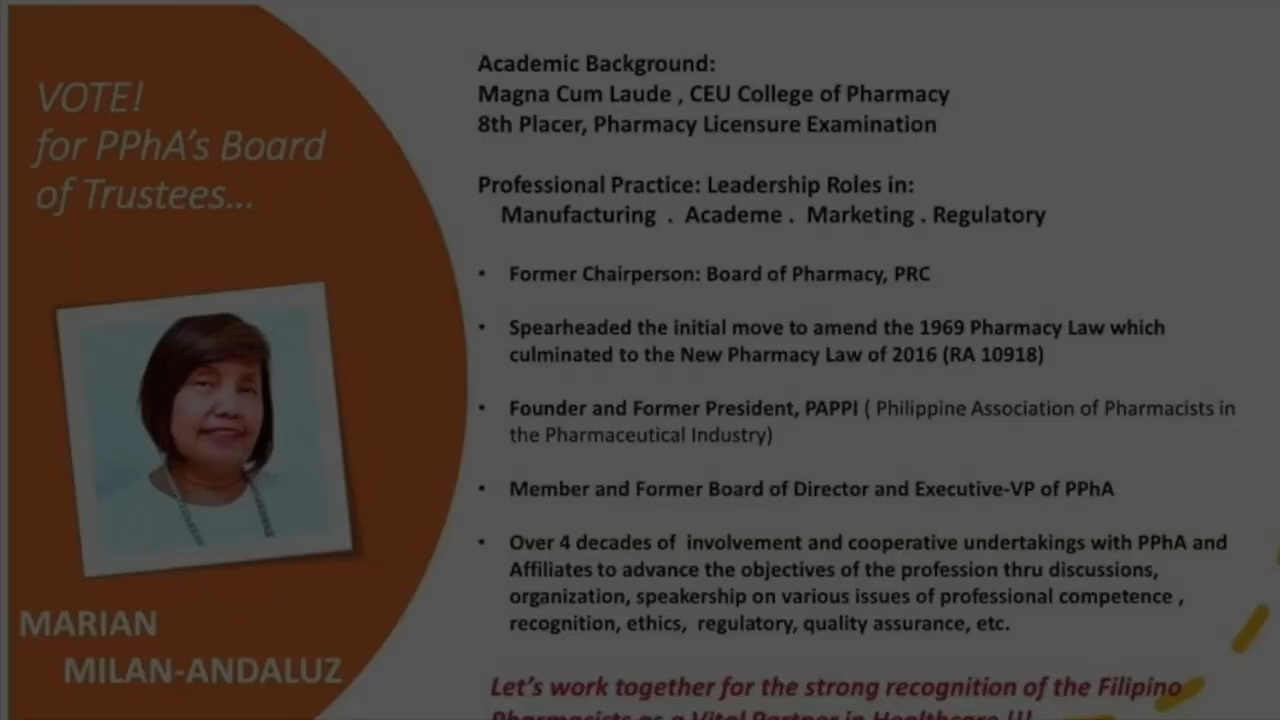 VOTE!
for PPhA's Board
of Trustees...
MARIAN
MILAN-ANDALUZ
Academic Background:
Magna Cum Laude , CEU College of Pharmacy
8th Placer, Pharmacy Licensure Examination
Professional Practice: Leadership Roles in:
Manufacturing . Academe . Marketing . Regulatory
• Former Chairperson: Board of Pharmacy, PRC
• Spearheaded the initial move to amend the 1969 Pharmacy Law which
culminated to the New Pharmacy Law of 2016 (RA 10918)
• Founder and Former President, PAPPI ( Philippine Association of Pharmacists in
the Pharmaceutical Industry)
• Member and Former Board of Director and Executive-VP of PPhA
• Over 4 decades of involvement and cooperative undertakings with PPhA and
Affiliates to advance the objectives of the profession thru discussions,
organization, speakership on various issues of professional competence ,
recognition, ethics, regulatory, quality assurance, etc.
Let's work together for the strong recognition of the Filipino
Pharmacists as a Vital Partner in Healthcare !!!